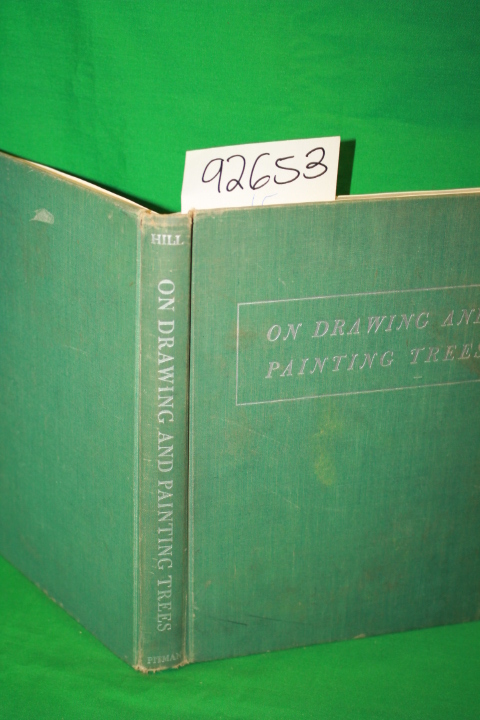 92653
HILL
ON DRAWING AND PAINTING TREES
PITMAN
ON DRAWING AND
PAINTING TREES